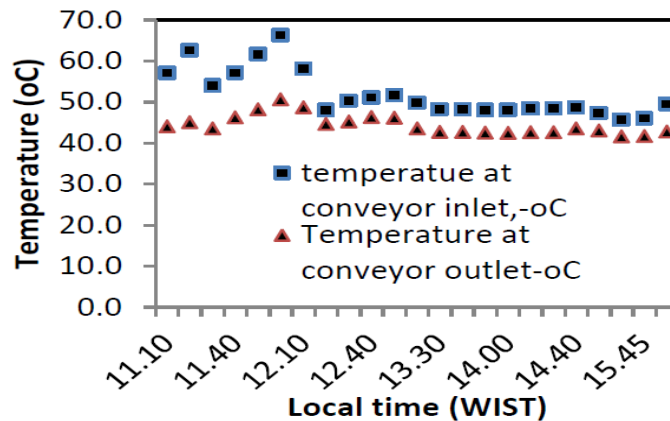 70.0
60.0
50.0
40.0
30.0
20.0
10.0
0.0
Temperature (oC)
temperatue at
conveyor inlet,-oC
Temperature at
conveyor outlet-oC
11.10
11.40
12.10
12.40
13.30
14.00
14.40
15.45
Local time (WIST)